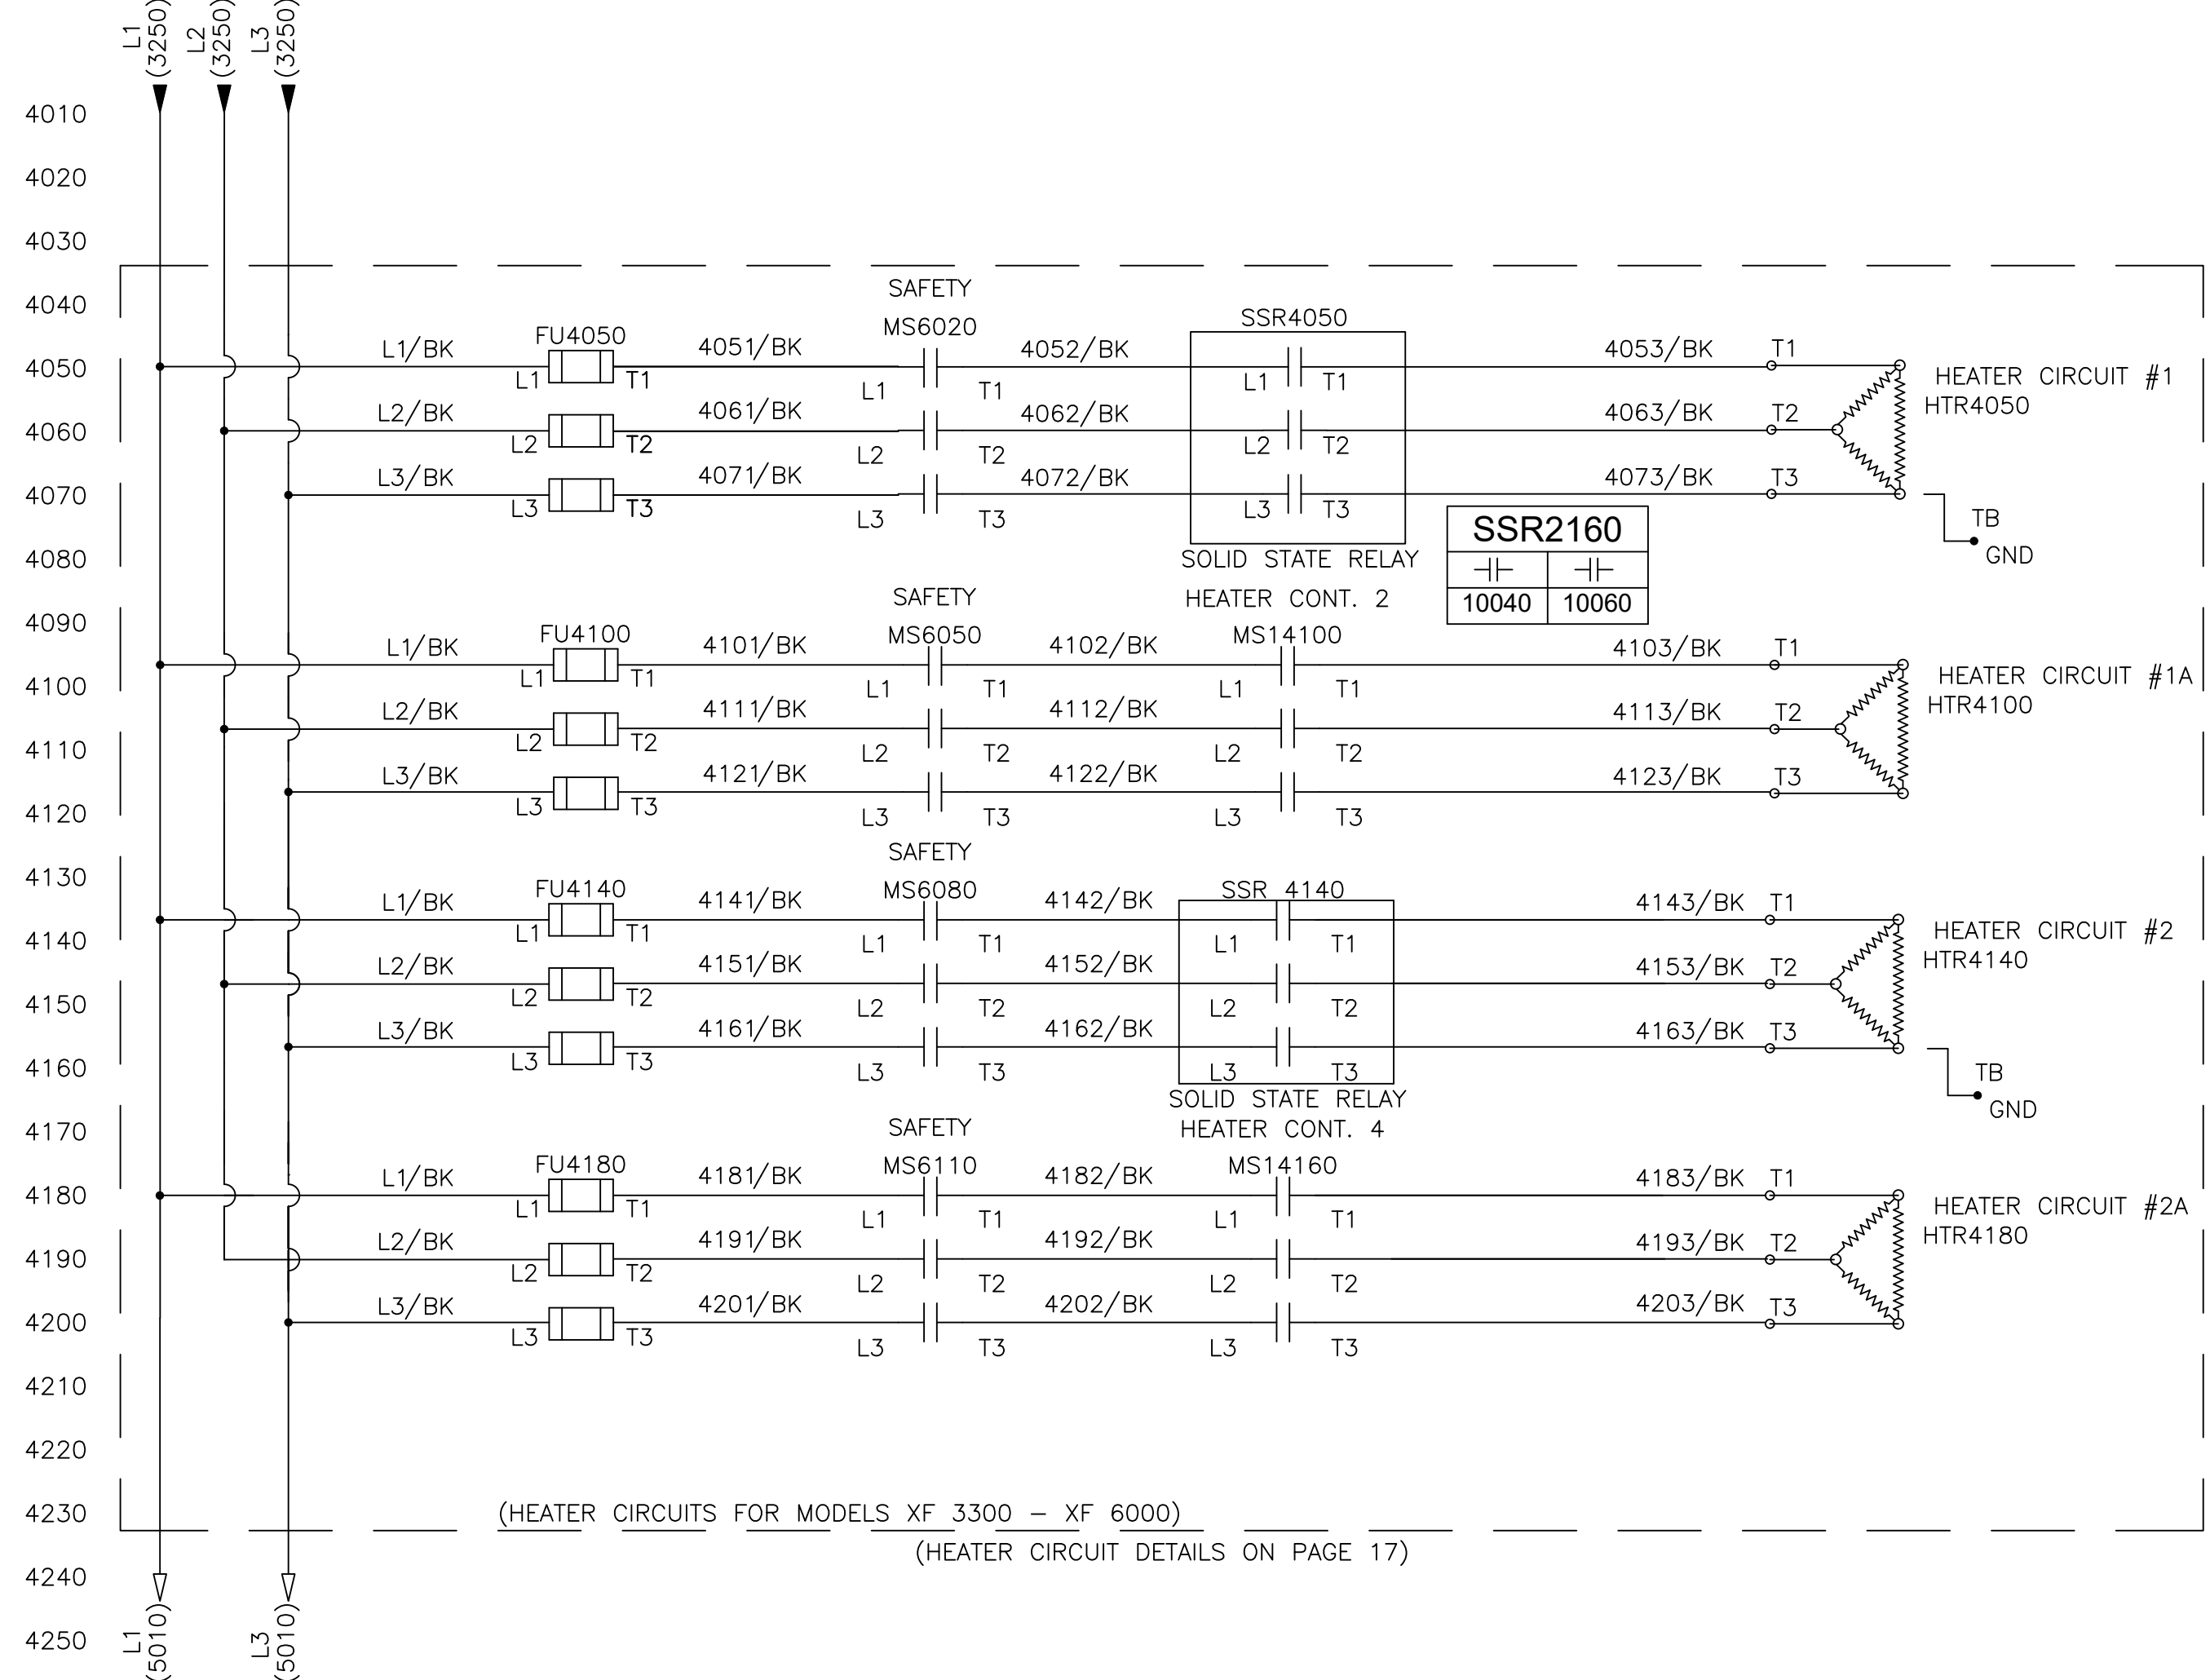 L1
(3250)
L2
(3250)
L3
(3250)
4010
4020
4030
4040
SAFETY
FU4050
MS6020
SSR4050
4050
L1/BK
L1
T1
4051/BK
L1
T1
4052/BK
L1
T1
4053/BK
T1
HEATER CIRCUIT #1
HTR4050
4060
L2/BK
L2
T2
4061/BK
L2
T2
4062/BK
L2
T2
4063/BK
T2
4070
L3/BK
L3
T3
4071/BK
L3
T3
4072/BK
L3
T3
4073/BK
T3
TB
GND
4080
SOLID STATE RELAY
SSR2160
10040
10060
4090
SAFETY
HEATER CONT. 2
FU4100
MS6050
MS14100
4100
L1/BK
L1
T1
4101/BK
L1
T1
4102/BK
L1
T1
4103/BK
T1
HEATER CIRCUIT #1A
HTR4100
4110
L2/BK
L2
T2
4111/BK
L2
T2
4112/BK
L2
T2
4113/BK
T2
4120
L3/BK
L3
T3
4121/BK
L3
T3
4122/BK
L3
T3
4123/BK
T3
4130
SAFETY
FU4140
MS6080
SSR 4140
4140
L1/BK
L1
T1
4141/BK
L1
T1
4142/BK
L1
T1
4143/BK
T1
HEATER CIRCUIT #2
HTR4140
4150
L2/BK
L2
T2
4151/BK
L2
T2
4152/BK
L2
T2
4153/BK
T2
4160
L3/BK
L3
T3
4161/BK
L3
T3
4162/BK
L3
T3
4163/BK
T3
TB
GND
SOLID STATE RELAY
4170
SAFETY
HEATER CONT. 4
FU4180
MS6110
MS14160
4180
L1/BK
L1
T1
4181/BK
L1
T1
4182/BK
L1
T1
4183/BK
T1
HEATER CIRCUIT #2A
HTR4180
4190
L2/BK
L2
T2
4191/BK
L2
T2
4192/BK
L2
T2
4193/BK
T2
4200
L3/BK
L3
T3
4201/BK
L3
T3
4202/BK
L3
T3
4203/BK
T3
4210
4220
4230
(HEATER CIRCUITS FOR MODELS XF 3300 – XF 6000)
(HEATER CIRCUIT DETAILS ON PAGE 17)
4240
4250
L1
(5010)
L3
(5010)